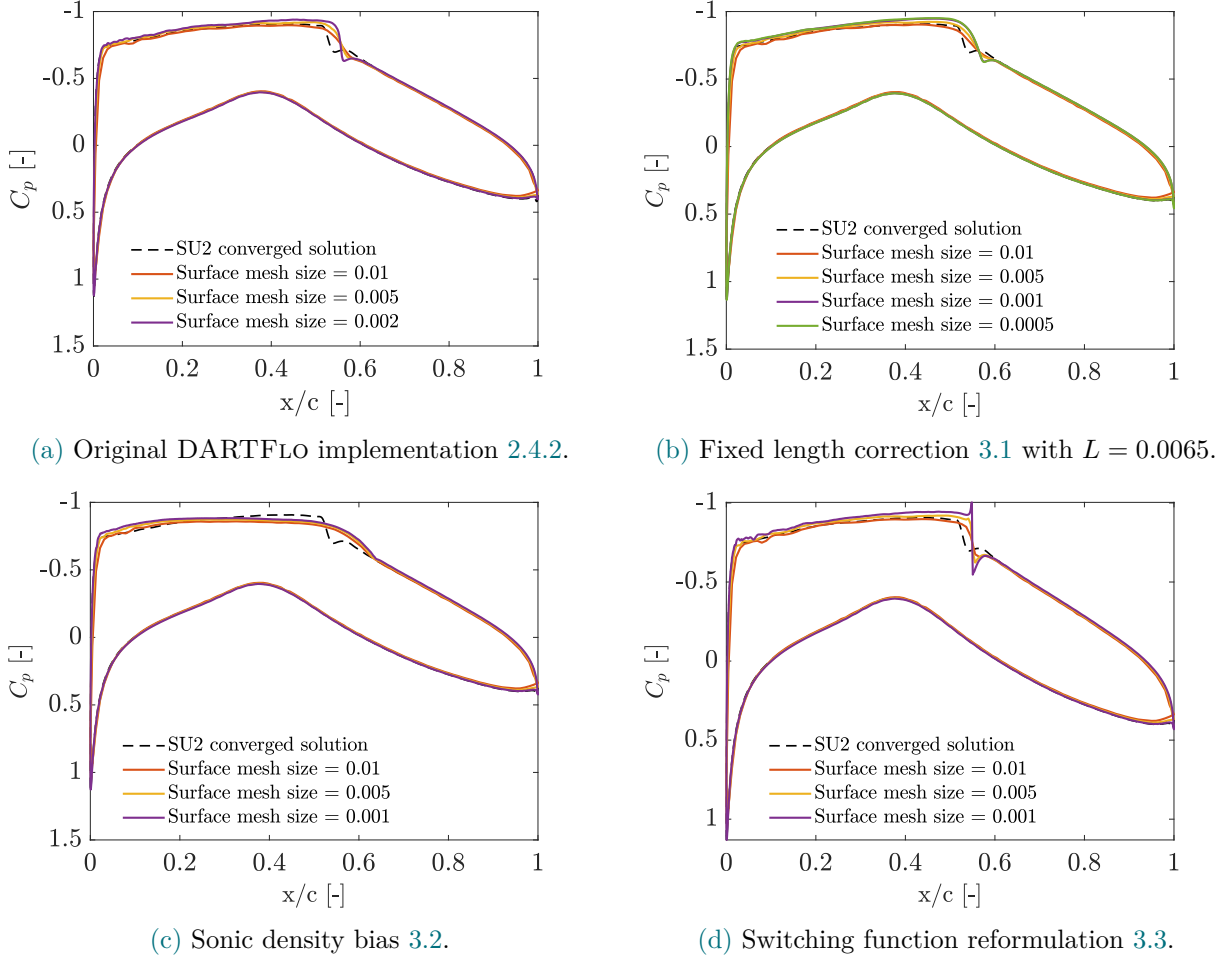 -1
-0.5
0
0.5
1
1.5
C_p [-]
SU2 converged solution
Surface mesh size = 0.01
Surface mesh size = 0.005
Surface mesh size = 0.002
0 0.2 0.4 0.6 0.8 1
x/c [-]
(a) Original DARTFLO implementation 2.4.2.
-1
-0.5
0
0.5
1
1.5
C_p [-]
SU2 converged solution
Surface mesh size = 0.01
Surface mesh size = 0.005
Surface mesh size = 0.001
Surface mesh size = 0.0005
0 0.2 0.4 0.6 0.8 1
x/c [-]
(b) Fixed length correction 3.1 with L = 0.0065.
-1
-0.5
0
0.5
1
1.5
C_p [-]
SU2 converged solution
Surface mesh size = 0.01
Surface mesh size = 0.005
Surface mesh size = 0.001
0 0.2 0.4 0.6 0.8 1
x/c [-]
(c) Sonic density bias 3.2.
-1
-0.5
0
0.5
1
C_p [-]
SU2 converged solution
Surface mesh size = 0.01
Surface mesh size = 0.005
Surface mesh size = 0.001
0 0.2 0.4 0.6 0.8 1
x/c [-]
(d) Switching function reformulation 3.3.